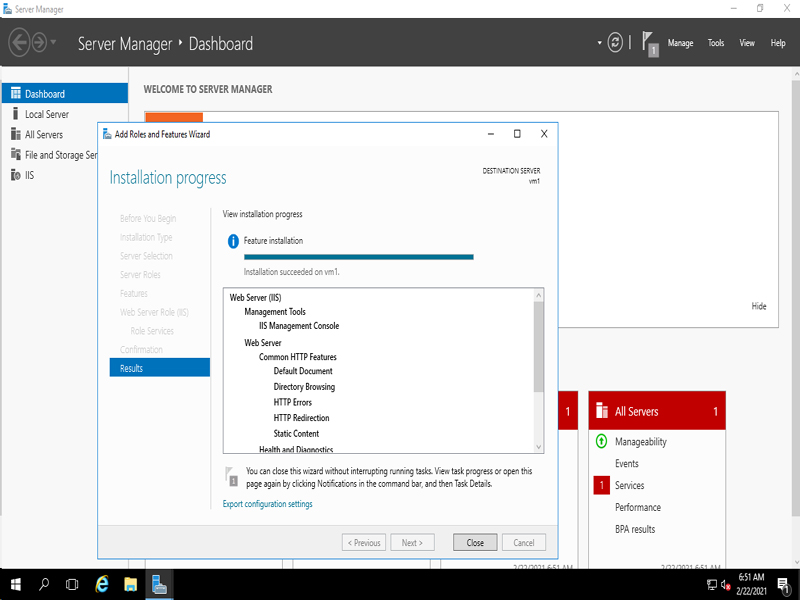 Server Manager
Server Manager • Dashboard
1
Manage
Tools
View
Help
Dashboard
Local Server
All Servers
File and Storage Ser
IIS
WELCOME TO SERVER MANAGER
Hide
Add Roles and Features Wizard
Installation progress
DESTINATION SERVER
vm1
Before You Begin
Installation Type
Server Selection
Server Roles
Features
Web Server Role (IIS)
Role Services
Confirmation
Results
View installation progress
Feature installation
Installation succeeded on vm1.
Web Server (IIS)
Management Tools
IIS Management Console
Web Server
Common HTTP Features
Default Document
Directory Browsing
HTTP Errors
HTTP Redirection
Static Content
Health and Diagnostics
1
You can close this wizard without interrupting running tasks. View task progress or open this
page again by clicking Notifications in the command bar, and then Task Details.
Export configuration settings
< Previous
Next >
Close
Cancel
1
All Servers 1
Manageability
Events
1 Services
Performance
BPA results
2/22/2021 6:51 AM
2/22/2021 6:51 AM
6:51 AM
2/22/2021
1